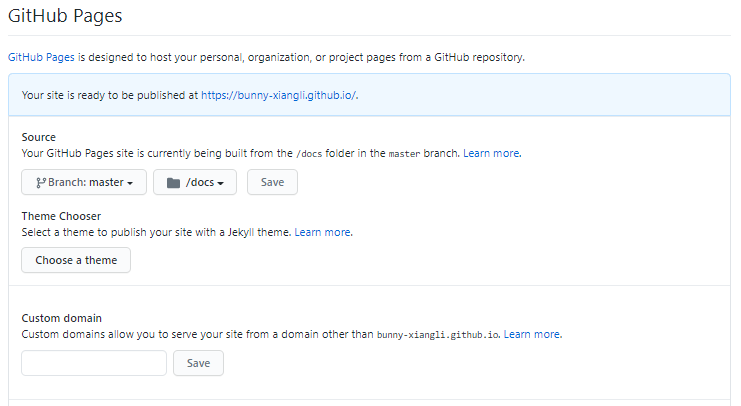 GitHub Pages
GitHub Pages is designed to host your personal, organization, or project pages from a GitHub repository.
Your site is ready to be published at https://bunny-xiangli.github.io/.
Source
Your GitHub Pages site is currently being built from the /docs folder in the master branch. Learn more.
Branch: master /docs Save
Theme Chooser
Select a theme to publish your site with a Jekyll theme. Learn more.
Choose a theme
Custom domain
Custom domains allow you to serve your site from a domain other than bunny-xiangli.github.io. Learn more.
Save